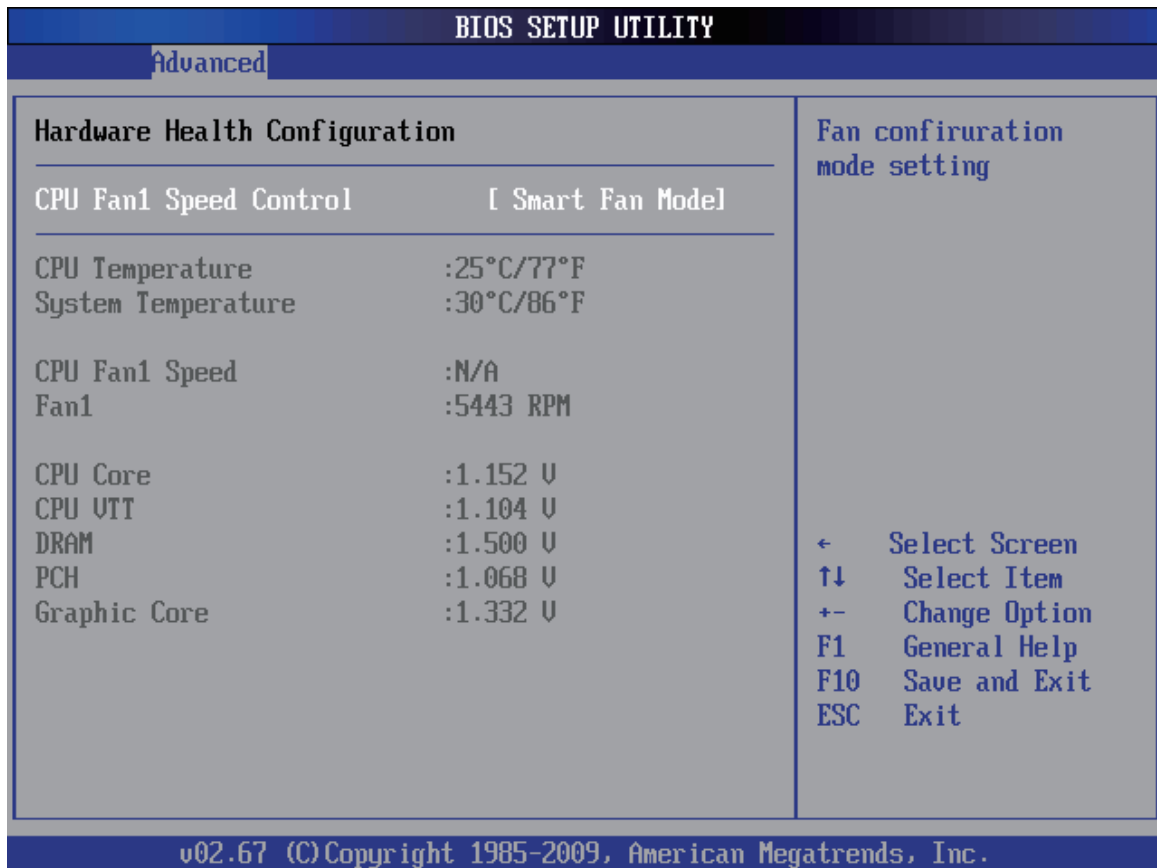 BIOS SETUP UTILITY
Advanced
Hardware Health Configuration
CPU Fan1 Speed Control [ Smart Fan Mode]
CPU Temperature :25°C/77°F
System Temperature :30°C/86°F
CPU Fan1 Speed :N/A
Fan1 :5443 RPM
CPU Core :1.152 V
CPU VTT :1.104 V
DRAM :1.500 V
PCH :1.068 V
Graphic Core :1.332 V
Fan confiruration
mode setting
← Select Screen
↑↓ Select Item
+- Change Option
F1 General Help
F10 Save and Exit
ESC Exit
v02.67 (C)Copyright 1985-2009, American Megatrends, Inc.